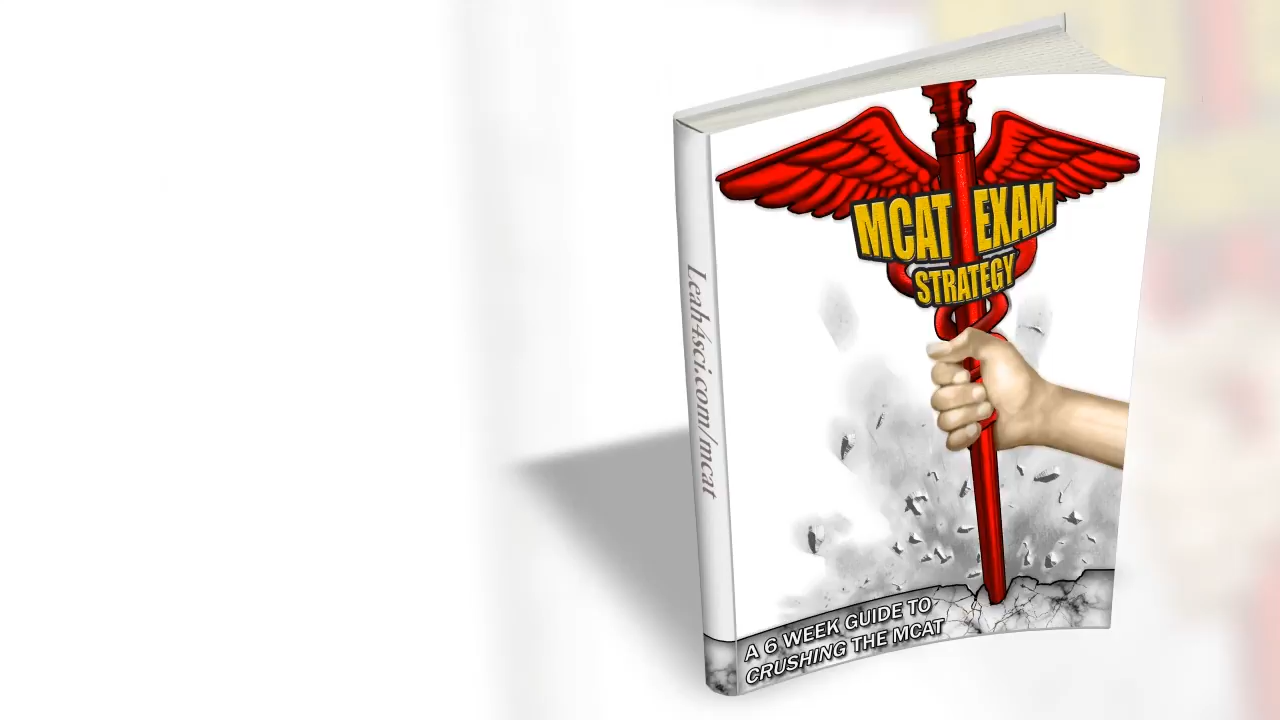 Leah4sci.com/mcat
MCAT EXAM
STRATEGY
A 6 WEEK GUIDE TO
CRUSHING THE MCAT